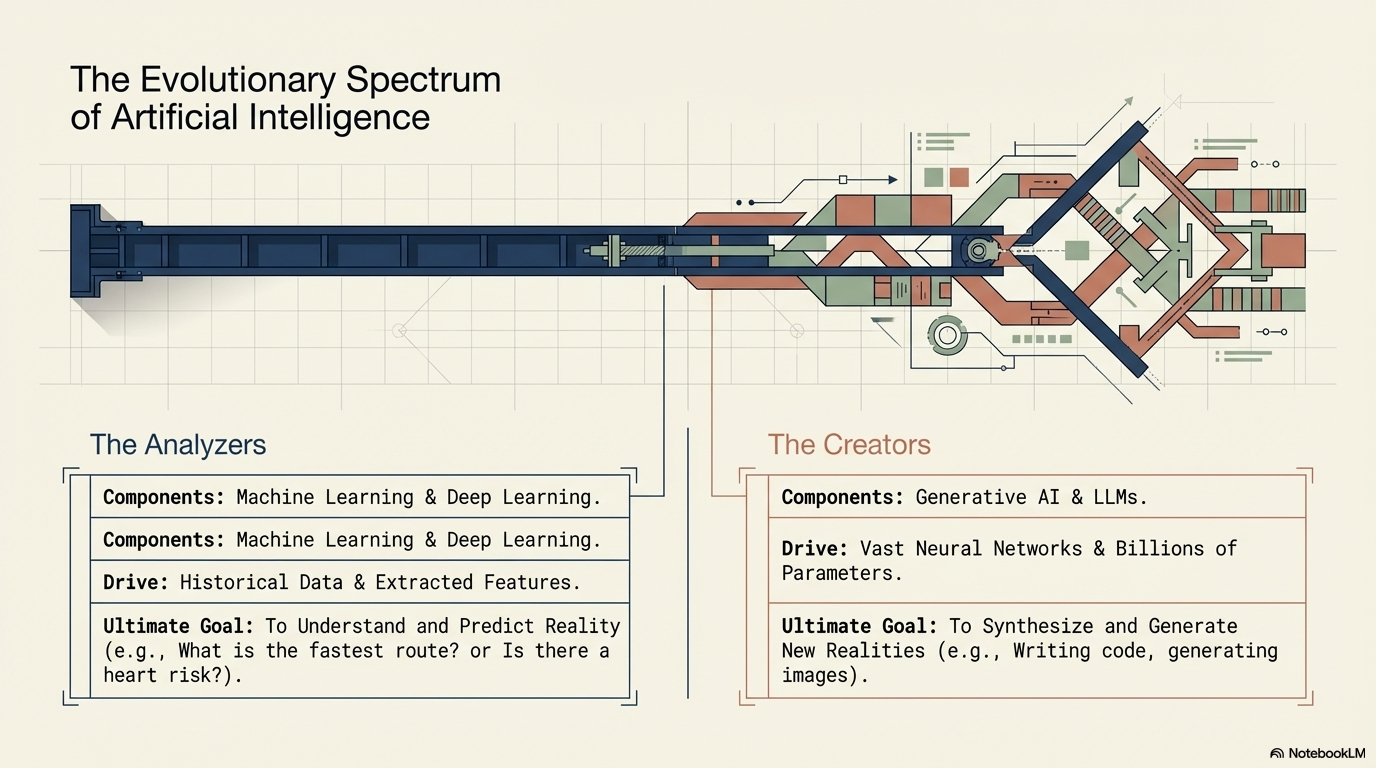 The Evolutionary Spectrum
of Artificial Intelligence
The Analyzers
Components: Machine Learning & Deep Learning.
Components: Machine Learning & Deep Learning.
Drive: Historical Data & Extracted Features.
Ultimate Goal: To Understand and Predict Reality
(e.g., What is the fastest route? or Is there a
heart risk?).
The Creators
Components: Generative AI & LLMs.
Drive: Vast Neural Networks & Billions of
Parameters.
Ultimate Goal: To Synthesize and Generate
New Realities (e.g., Writing code, generating
images).
NotebookLM